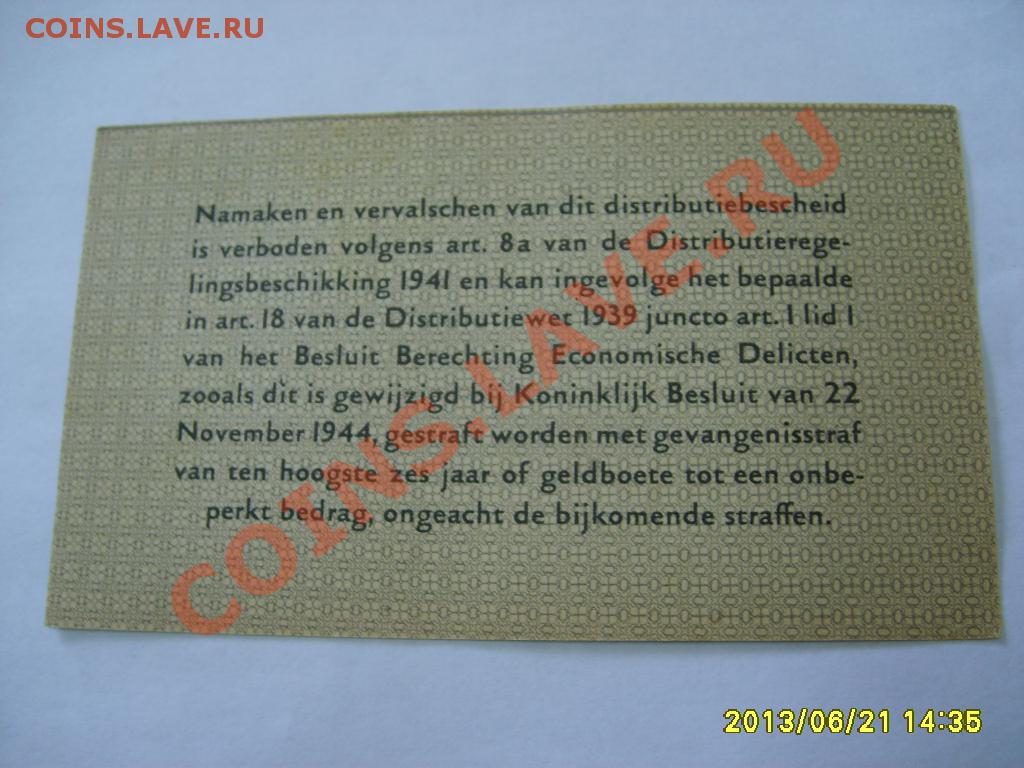 COINS.LAVE.RU
Namaken en vervalschen van dit distributiebescheid
is verboden volgens art. 8a van de Distributierege-
lingsbeschikking 1941 en kan ingevolge het bepaalde
in art. 18 van de Distributiewet 1939 juncto art. 1 lid 1
van het Besluit Berechting Economische Delicten,
zooals dit is gewijzigd bij Koninklijk Besluit van 22
November 1944, gestraft worden met gevangenisstraf
van ten hoogste zes jaar of geldboete tot een onbe-
perkt bedrag, ongeacht de bijkomende straffen.
COINS.LAVE.RU
2013/06/21 14:35